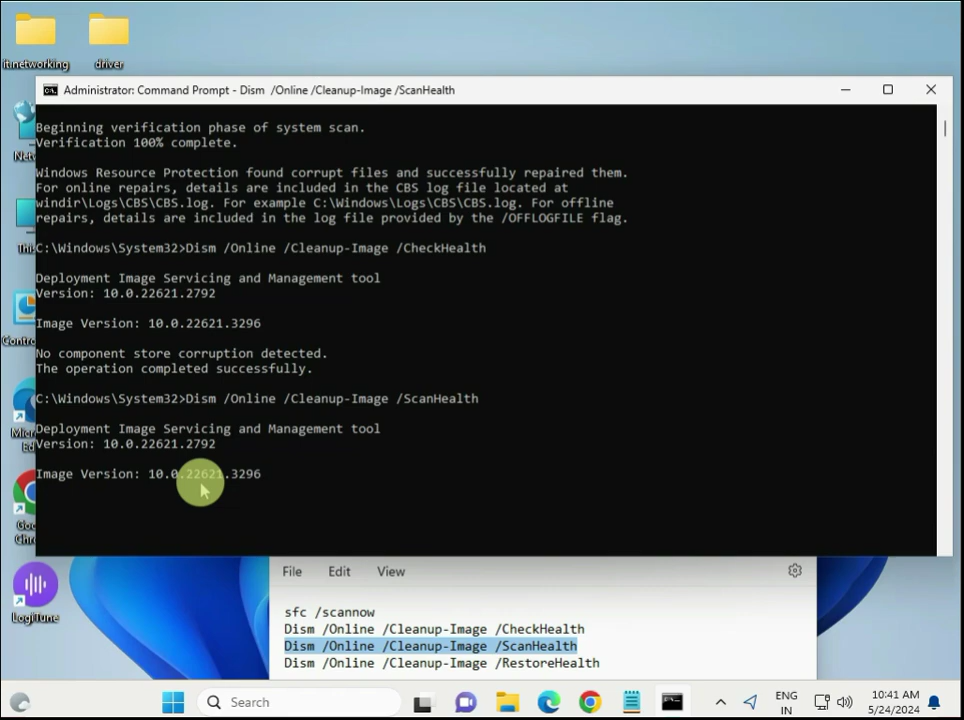 itinetworking
driver
Administrator: Command Prompt - Dism /Online /Cleanup-Image /ScanHealth
Beginning verification phase of system scan.
Verification 100% complete.
Windows Resource Protection found corrupt files and successfully repaired them.
For online repairs, details are included in the CBS log file located at
windir\Logs\CBS\CBS.log. For example C:\Windows\Logs\CBS\CBS.log. For offline
repairs, details are included in the log file provided by the /OFFLOGFILE flag.
C:\Windows\System32>Dism /Online /Cleanup-Image /CheckHealth
Deployment Image Servicing and Management tool
Version: 10.0.22621.2792
Image Version: 10.0.22621.3296
No component store corruption detected.
The operation completed successfully.
C:\Windows\System32>Dism /Online /Cleanup-Image /ScanHealth
Deployment Image Servicing and Management tool
Version: 10.0.22621.2792
Image Version: 10.0.22621.3296
LogiTune
File Edit View
sfc /scannow
Dism /Online /Cleanup-Image /CheckHealth
Dism /Online /Cleanup-Image /ScanHealth
Dism /Online /Cleanup-Image /RestoreHealth
Search
ENG
IN
10:41 AM
5/24/2024